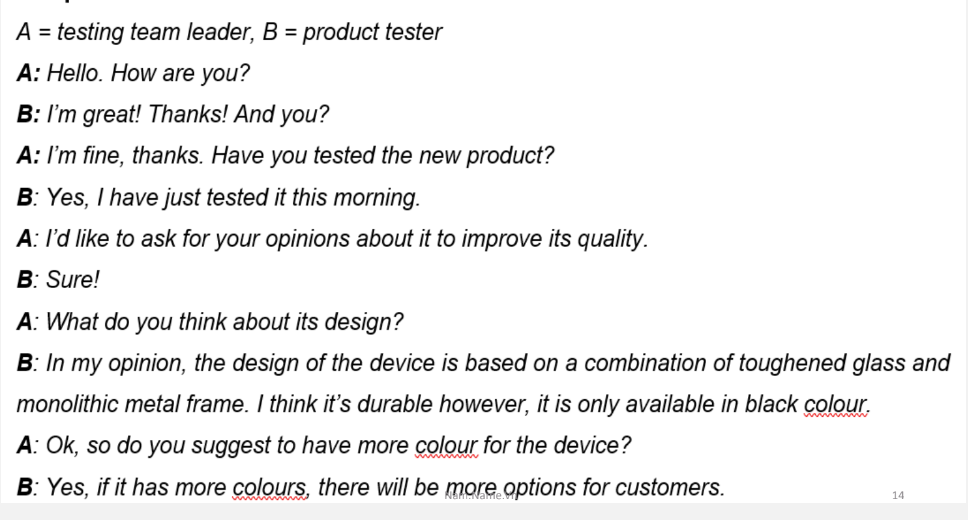 A = testing team leader, B = product tester
A: Hello. How are you?
B: I’m great! Thanks! And you?
A: I’m fine, thanks. Have you tested the new product?
B: Yes, I have just tested it this morning.
A: I’d like to ask for your opinions about it to improve its quality.
B: Sure!
A: What do you think about its design?
B: In my opinion, the design of the device is based on a combination of toughened glass and
monolithic metal frame. I think it’s durable however, it is only available in black colour.
A: Ok, so do you suggest to have more colour for the device?
B: Yes, if it has more colours, there will be more options for customers.
14